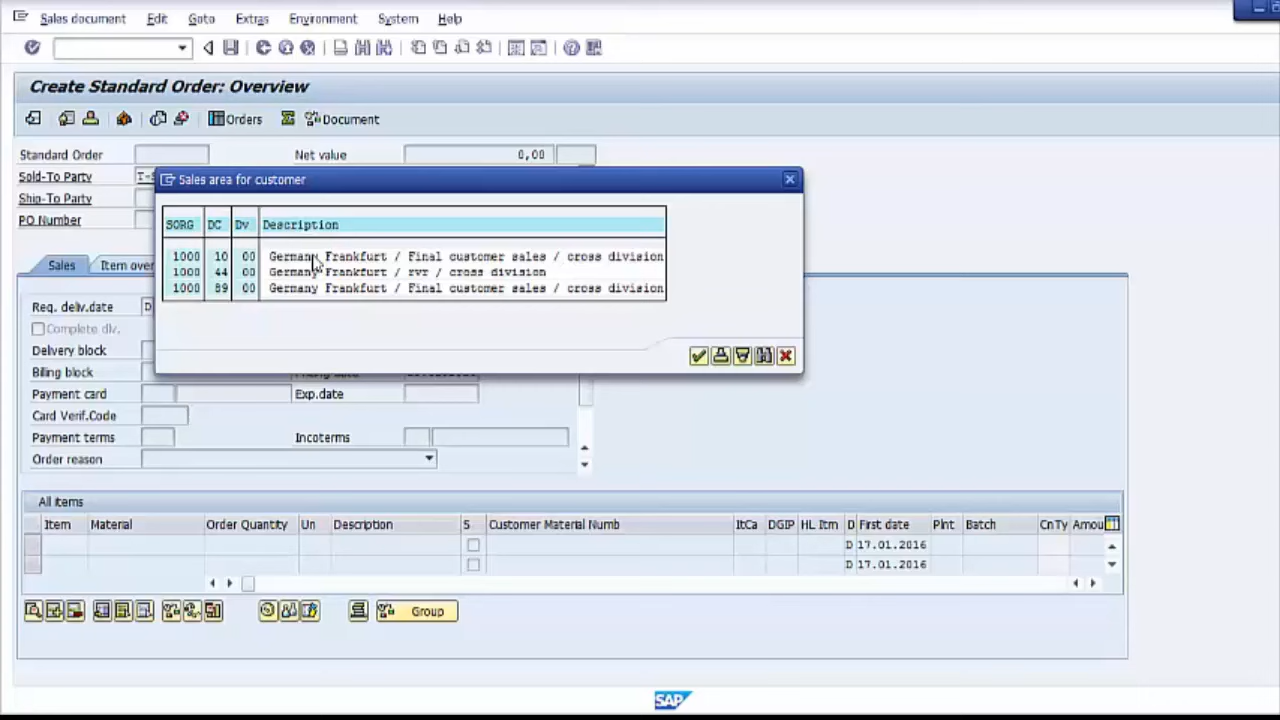 Sales document Edit Goto Extras Environment System Help
Create Standard Order: Overview
Orders Document
Standard Order Net value 0,00
Sold-To Party
Ship-To Party
PO Number
Sales area for customer
SORG DC Dv Description
1000 10 00 Germany Frankfurt / Final customer sales / cross division
1000 44 00 Germany Frankfurt / rvr / cross division
1000 89 00 Germany Frankfurt / Final customer sales / cross division
Sales Item over
Req. deliv.date D
Complete dlv.
Delivery block
Billing block
Payment card Exp.date
Card Verif.Code
Payment terms Incoterms
Order reason
All items
Item Material Order Quantity Un Description S Customer Material Numb ItCa DGIP HL Itm D First date Plnt Batch CnTy Amou
D 17.01.2016
D 17.01.2016
Group
SAP